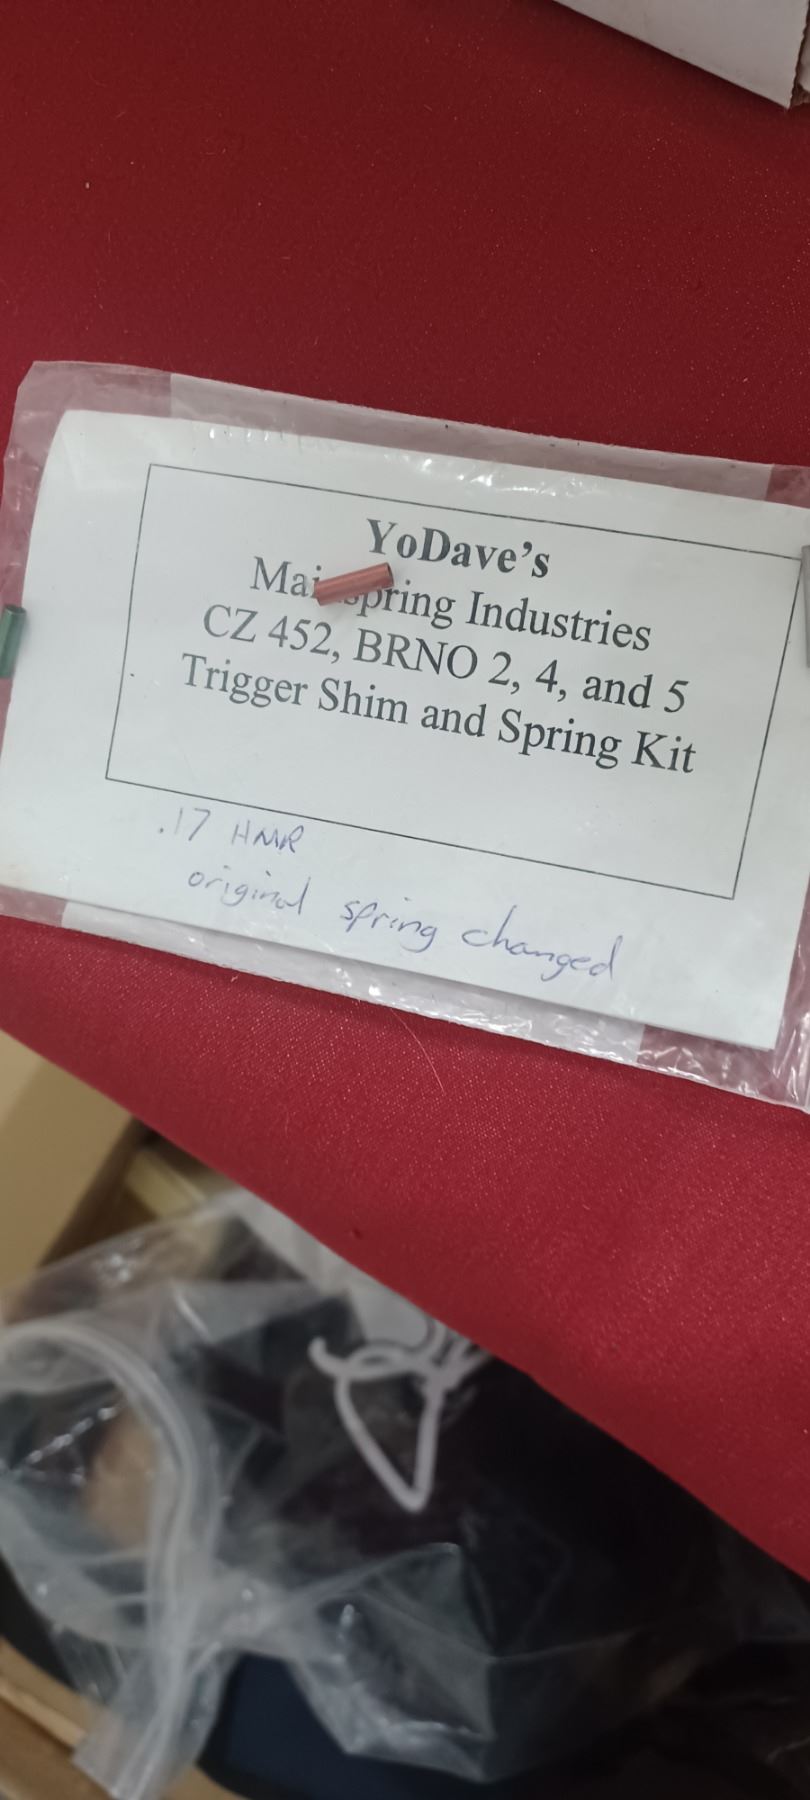 YoDave's
Mainspring Industries
CZ 452, BRNO 2, 4, and 5
Trigger Shim and Spring Kit
.17 HMR
original spring changed